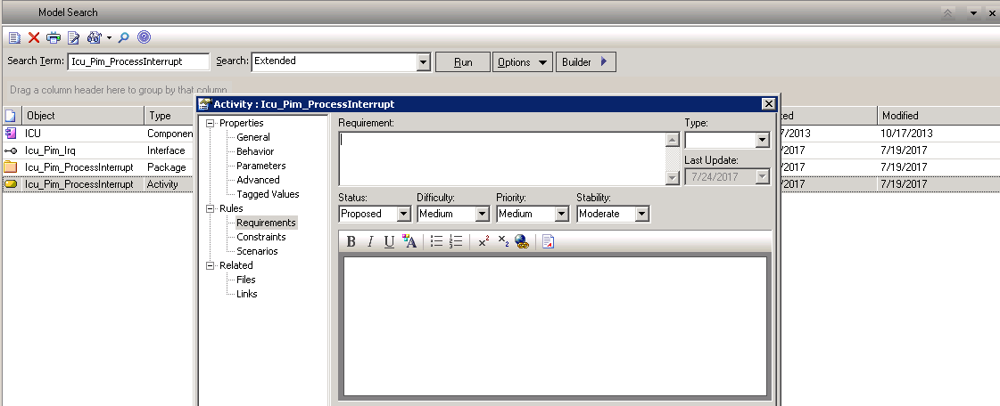 Model Search
Search Term: Icu_Pim_ProcessInterrupt Search: Extended Run Options Builder
Drag a column header here to group by that column
Object Type ed Modified
ICU Componen 7/2013 10/17/2013
Icu_Pim_Irq Interface /2017 7/19/2017
Icu_Pim_ProcessInterrupt Package /2017 7/19/2017
Icu_Pim_ProcessInterrupt Activity /2017 7/19/2017
Activity : Icu_Pim_ProcessInterrupt
Properties
General
Behavior
Parameters
Advanced
Tagged Values
Rules
Requirements
Constraints
Scenarios
Related
Files
Links
Requirement: Type:
Last Update:
7/24/2017
Status: Difficulty: Priority: Stability:
Proposed Medium Medium Moderate
B I U A x² x₂